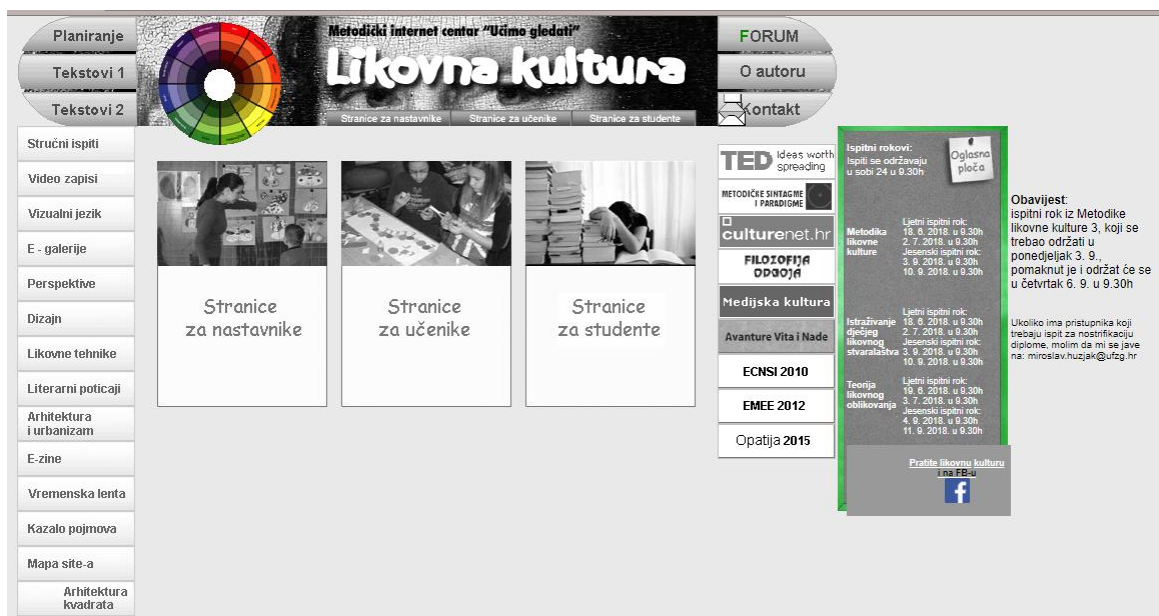 Planiranje
Tekstovi 1
Tekstovi 2
Metodički internet centar "Učimo gledati"
Likovna kultura
Stranice za nastavnike
Stranice za učenike
Stranice za studente
FORUM
O autoru
Kontakt
Stručni ispiti
Video zapisi
Vizualni jezik
E - galerije
Perspektive
Dizajn
Likovne tehnike
Literarni poticaji
Arhitektura
i urbanizam
E-zine
Vremenska lenta
Kazalo pojmova
Mapa site-a
Arhitektura
kvadrata
Stranice
za nastavnike
Stranice
za učenike
Stranice
za studente
TED Ideas worth
spreading
METODIČKE SINTAGME
I PARADIGME
culturenet.hr
FILOZOFIJA
ODGOJA
Medijska kultura
Avanture Vita i Nade
ECNSI 2010
EMEE 2012
Opatija 2015
Ispitni rokovi:
Ispiti se održavaju
u sobi 24 u 9.30h
Oglasna
ploča
Metodika
likovne
kulture
Ljetni ispitni rok:
18. 6. 2018. u 9.30h
2. 7. 2018. u 9.30h
Jesenski ispitni rok:
3. 9. 2018. u 9.30h
10. 9. 2018. u 9.30h
Istraživanje
dječjeg
likovnog
stvaralaštva
Ljetni ispitni rok:
18. 6. 2018. u 9.30h
2. 7. 2018. u 9.30h
Jesenski ispitni rok:
3. 9. 2018. u 9.30h
10. 9. 2018. u 9.30h
Teorija
likovnog
oblikovanja
Ljetni ispitni rok:
19. 6. 2018. u 9.30h
3. 7. 2018. u 9.30h
Jesenski ispitni rok:
4. 9. 2018. u 9.30h
11. 9. 2018. u 9.30h
Pratite likovnu kulturu
i na FB-u
f
Obavijest:
ispitni rok iz Metodike
likovne kulture 3, koji se
trebao održati u
ponedjeljak 3. 9.,
pomaknut je i održat će se
u četvrtak 6. 9. u 9.30h
Ukoliko ima pristupnika koji
trebaju ispit za nostrifikaciju
diplome, molim da mi se jave
na: miroslav.huzjak@ufzg.hr